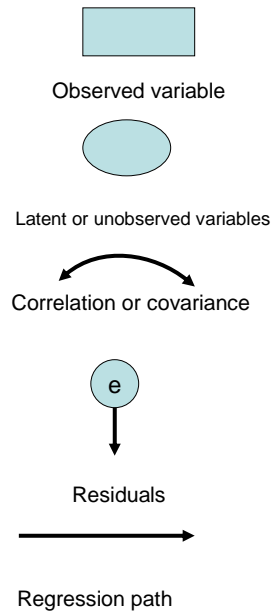 Observed variable
Latent or unobserved variables
Correlation or covariance
e
Residuals
Regression path